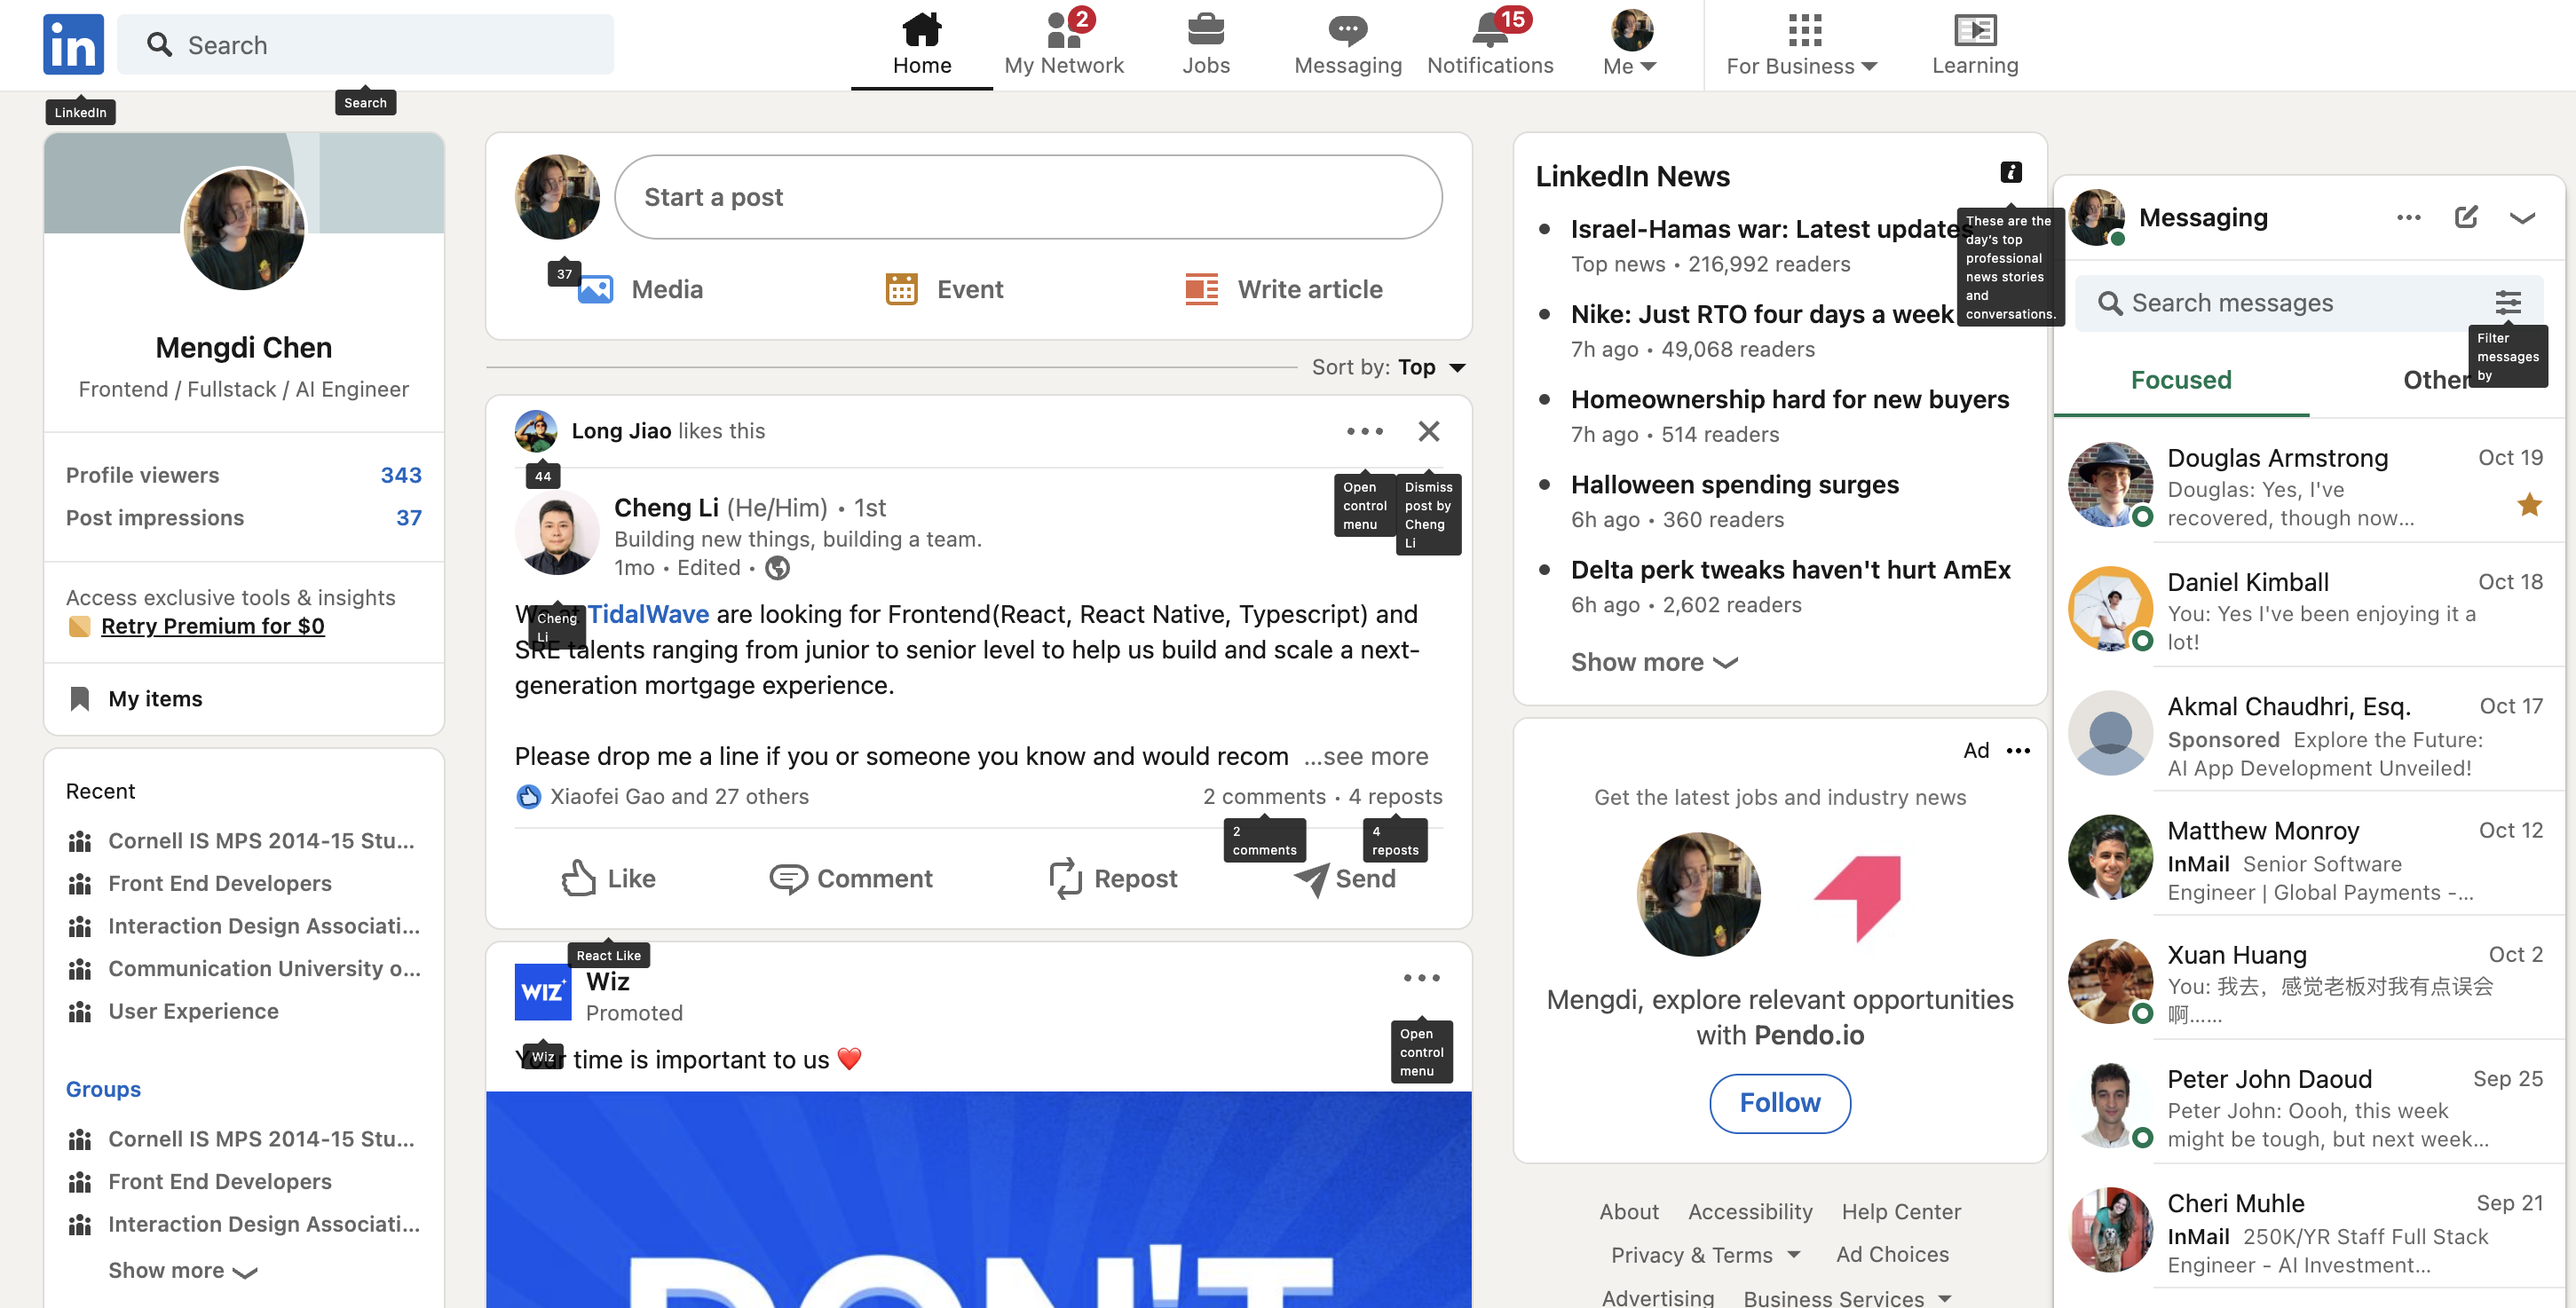 in
Search
Home
2
My Network
Jobs
Messaging
15
Notifications
Me
For Business
Learning
LinkedIn
Search
Mengdi Chen
Frontend / Fullstack / AI Engineer
Profile viewers 343
Post impressions 37
Access exclusive tools & insights
Retry Premium for $0
My items
Recent
Cornell IS MPS 2014-15 Stu...
Front End Developers
Interaction Design Associati...
Communication University o...
User Experience
Groups
Cornell IS MPS 2014-15 Stu...
Front End Developers
Interaction Design Associati...
Show more
Start a post
37
Media
Event
Write article
Sort by: Top
Long Jiao likes this
44
Open
control
menu
Dismiss
post by
Cheng
Li
Cheng Li (He/Him) • 1st
Building new things, building a team.
1mo • Edited •
Cheng
Li
TidalWave are looking for Frontend(React, React Native, Typescript) and
SRE talents ranging from junior to senior level to help us build and scale a next-
generation mortgage experience.
Please drop me a line if you or someone you know and would recom ...see more
Xiaofei Gao and 27 others
2 comments • 4 reposts
2
comments
4
reposts
Like
Comment
Repost
Send
React Like
WIZ
Wiz
Promoted
Open
control
menu
Wiz
time is important to us ❤️
DON'T
LinkedIn News
These are the
day's top
professional
news stories
and
conversations.
Israel-Hamas war: Latest updates
Top news • 216,992 readers
Nike: Just RTO four days a week
7h ago • 49,068 readers
Homeownership hard for new buyers
7h ago • 514 readers
Halloween spending surges
6h ago • 360 readers
Delta perk tweaks haven't hurt AmEx
6h ago • 2,602 readers
Show more
Ad
Get the latest jobs and industry news
Mengdi, explore relevant opportunities
with Pendo.io
Follow
About Accessibility Help Center
Privacy & Terms Ad Choices
Advertising Business Services
Messaging
Search messages
Filter
messages
by
Focused
Other
Douglas Armstrong Oct 19
Douglas: Yes, I've
recovered, though now...
Daniel Kimball Oct 18
You: Yes I've been enjoying it a
lot!
Akmal Chaudhri, Esq. Oct 17
Sponsored Explore the Future:
AI App Development Unveiled!
Matthew Monroy Oct 12
InMail Senior Software
Engineer | Global Payments -...
Xuan Huang Oct 2
You: 我去，感觉老板对我有点误会
啊……
Peter John Daoud Sep 25
Peter John: Oooh, this week
might be tough, but next week...
Cheri Muhle Sep 21
InMail 250K/YR Staff Full Stack
Engineer - AI Investment...